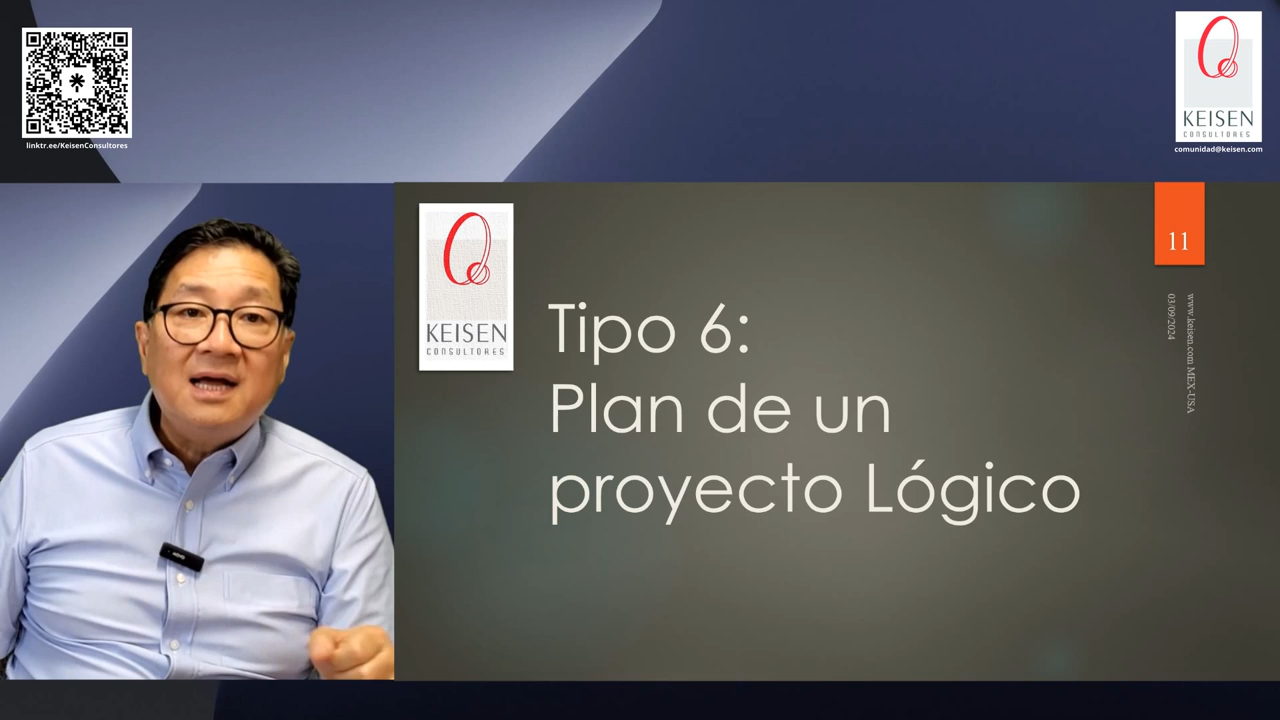 linktr.ee/KeisenConsultores
KEISEN
CONSULTORES
comunidad@keisen.com
KEISEN
CONSULTORES
11
www.keisen.com MEX-USA
03/09/2024
Tipo 6:
Plan de un
proyecto Lógico